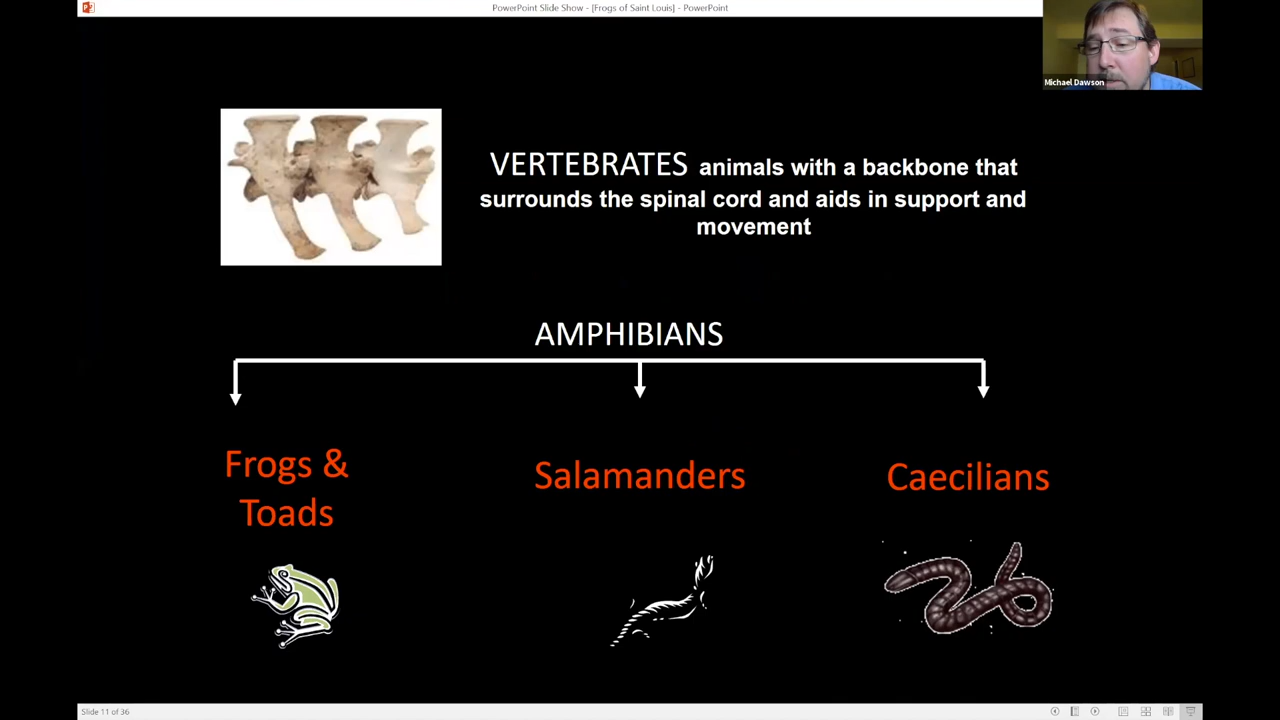 PowerPoint Slide Show - [Frogs of Saint Louis] - PowerPoint
Michael Dawson
VERTEBRATES animals with a backbone that
surrounds the spinal cord and aids in support and
movement
AMPHIBIANS
Frogs &
Toads
Salamanders
Caecilians
Slide 11 of 36